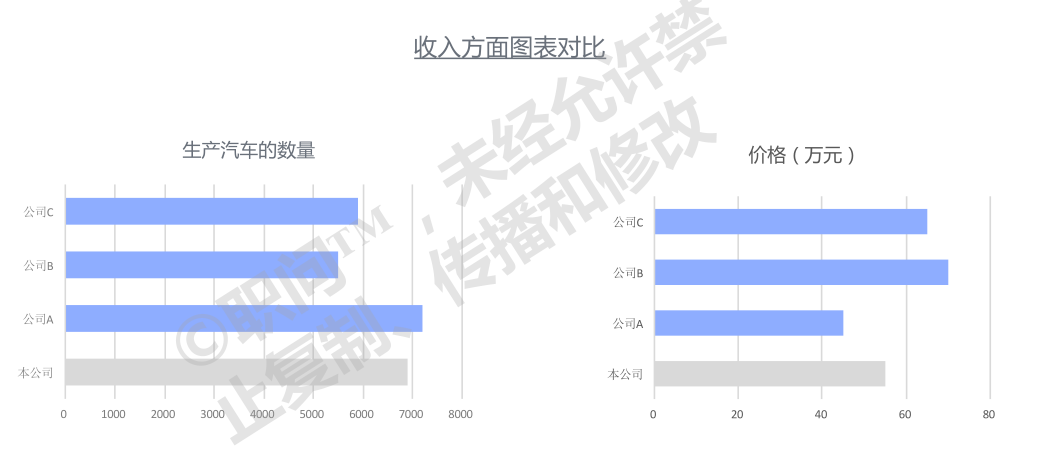 收入方面图表对比
生产汽车的数量
公司C
公司B
公司A
本公司
0 1000 2000 3000 4000 5000 6000 7000 8000
价格（万元）
公司C
公司B
公司A
本公司
0 20 40 60 80
©职问™，未经允许禁
止复制、传播和修改